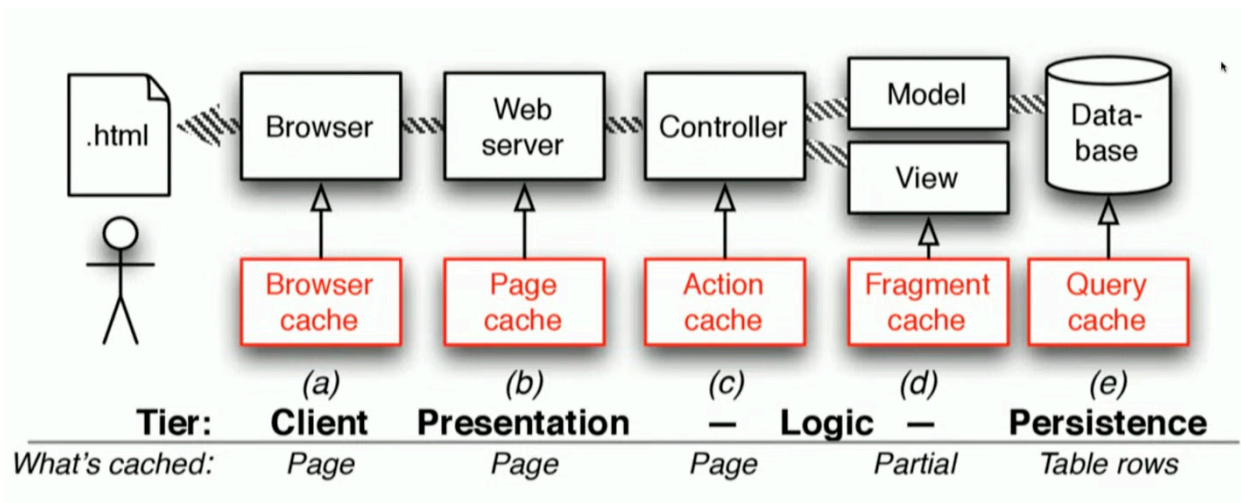 .html
Browser
Web
server
Controller
Model
View
Data-
base
Browser
cache
Page
cache
Action
cache
Fragment
cache
Query
cache
(a) (b) (c) (d) (e)
Tier: Client Presentation — Logic — Persistence
What's cached: Page Page Page Partial Table rows